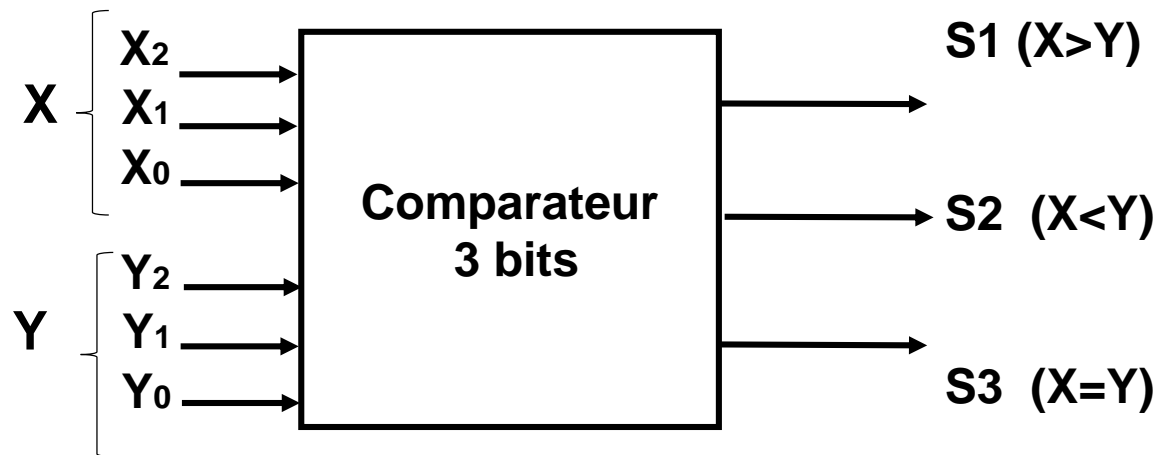 X
X2
X1
X0
Y
Y2
Y1
Y0
Comparateur
3 bits
S1 (X>Y)
S2 (X<Y)
S3 (X=Y)